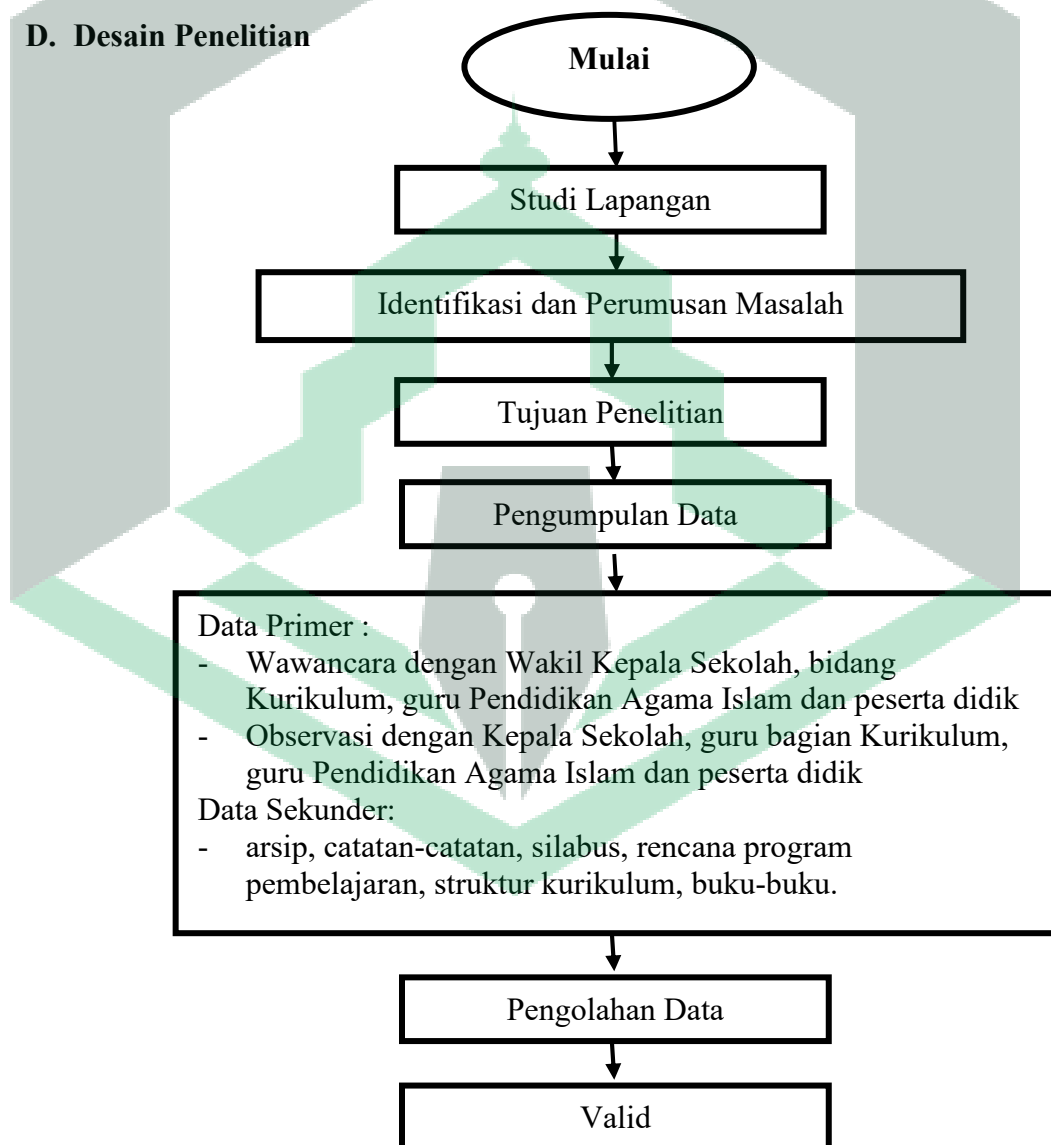 D. Desain Penelitian
Mulai
Studi Lapangan
Identifikasi dan Perumusan Masalah
Tujuan Penelitian
Pengumpulan Data
Data Primer :
- Wawancara dengan Wakil Kepala Sekolah, bidang
Kurikulum, guru Pendidikan Agama Islam dan peserta didik
- Observasi dengan Kepala Sekolah, guru bagian Kurikulum,
guru Pendidikan Agama Islam dan peserta didik
Data Sekunder:
- arsip, catatan-catatan, silabus, rencana program
pembelajaran, struktur kurikulum, buku-buku.
Pengolahan Data
Valid